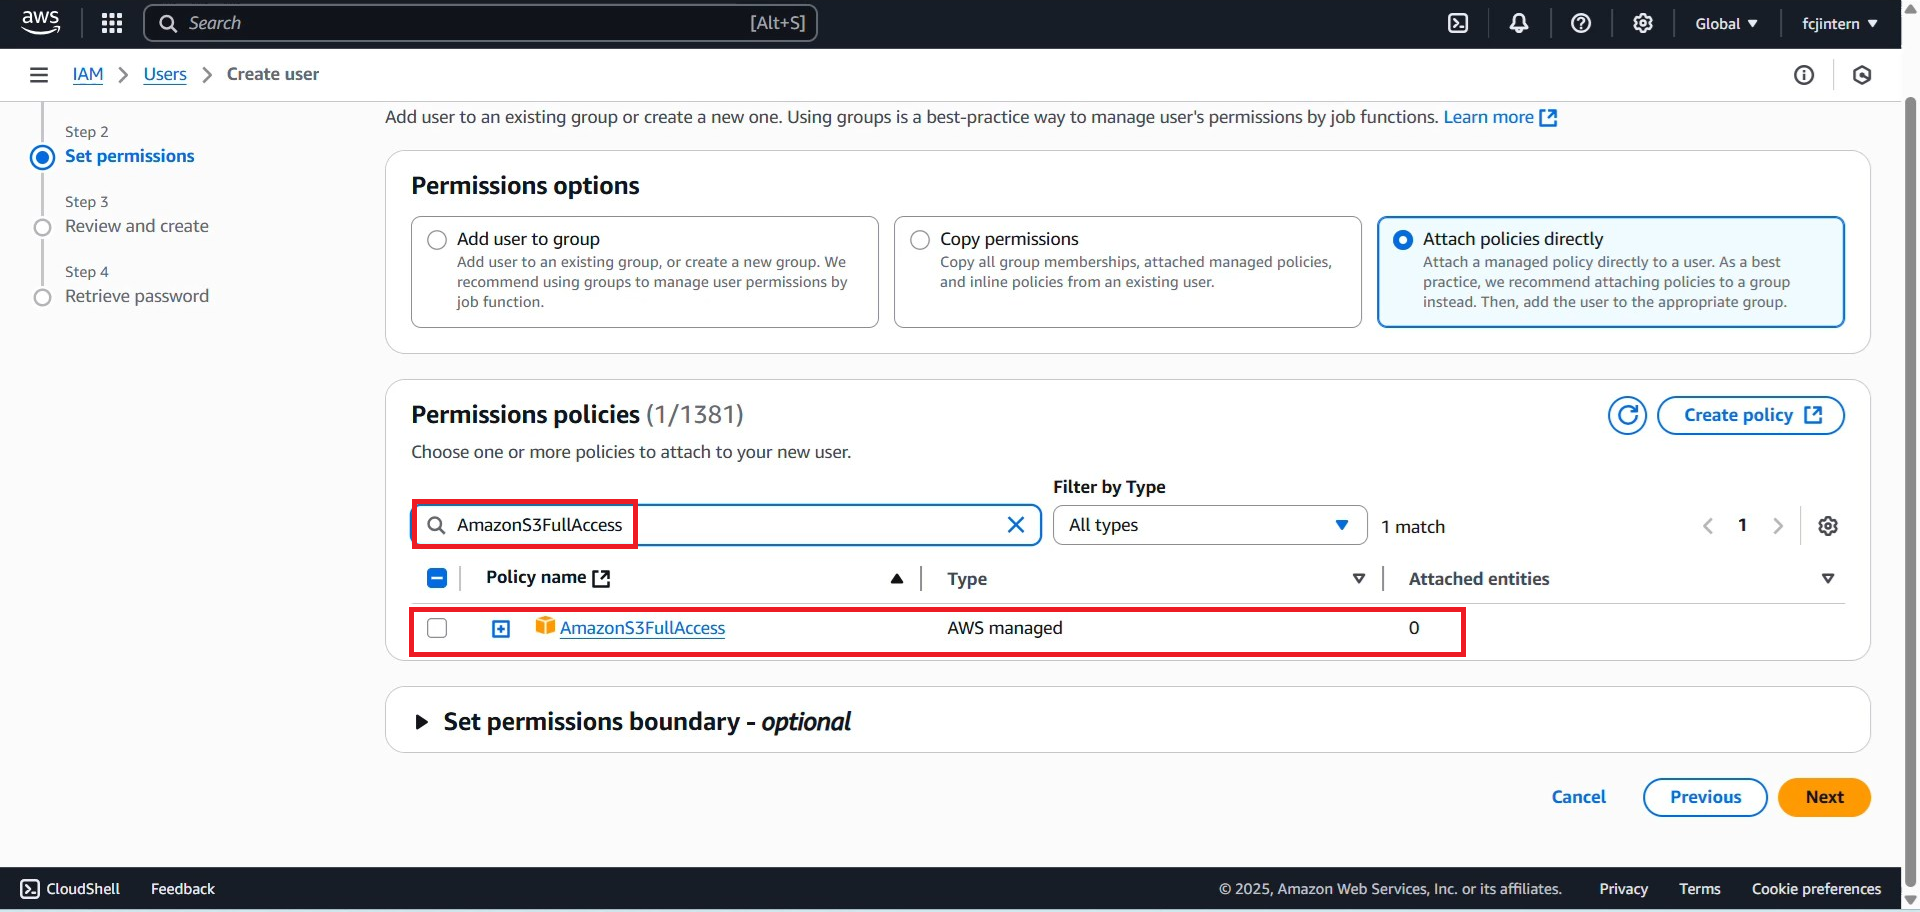 aws
Search [Alt+S]
Global fcjintern
IAM Users Create user
Step 2
Set permissions
Step 3
Review and create
Step 4
Retrieve password
Add user to an existing group or create a new one. Using groups is a best-practice way to manage user's permissions by job functions. Learn more
Permissions options
Add user to group
Add user to an existing group, or create a new group. We
recommend using groups to manage user permissions by
job function.
Copy permissions
Copy all group memberships, attached managed policies,
and inline policies from an existing user.
Attach policies directly
Attach a managed policy directly to a user. As a best
practice, we recommend attaching policies to a group
instead. Then, add the user to the appropriate group.
Permissions policies (1/1381)
Create policy
Choose one or more policies to attach to your new user.
Filter by Type
AmazonS3FullAccess All types 1 match 1
Policy name Type Attached entities
AmazonS3FullAccess AWS managed 0
Set permissions boundary - optional
Cancel Previous Next
CloudShell Feedback © 2025, Amazon Web Services, Inc. or its affiliates. Privacy Terms Cookie preferences